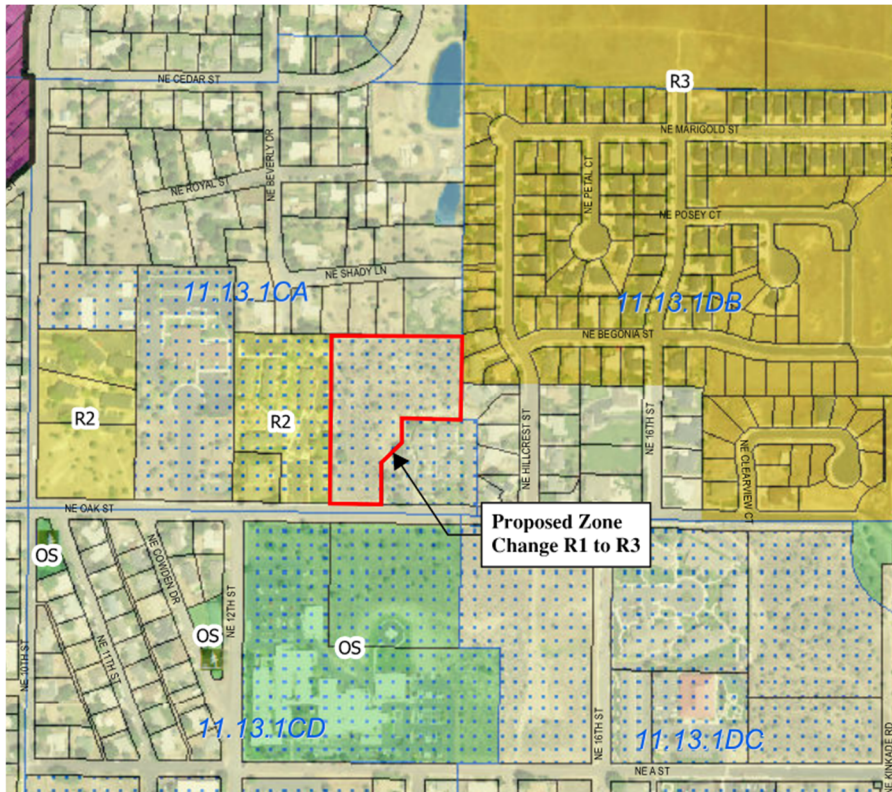 NE CEDAR ST
R3
NE MARIGOLD ST
NE BEVERLY DR
NE ROYAL ST
NE PETAL CT
NE POSEY CT
NE SHADY LN
11.13.1CA
11.13.1DB
NE BEGONIA ST
R2
R2
NE HILLCREST ST
NE 16TH ST
NE CLEARVIEW CT
NE OAK ST
Proposed Zone
Change R1 to R3
OS
NE COWDEN DR
NE 12TH ST
OS
OS
NE 10TH ST
NE 11TH ST
NE 16TH ST
11.13.1CD
11.13.1DC
NE A ST
KINKADE RD